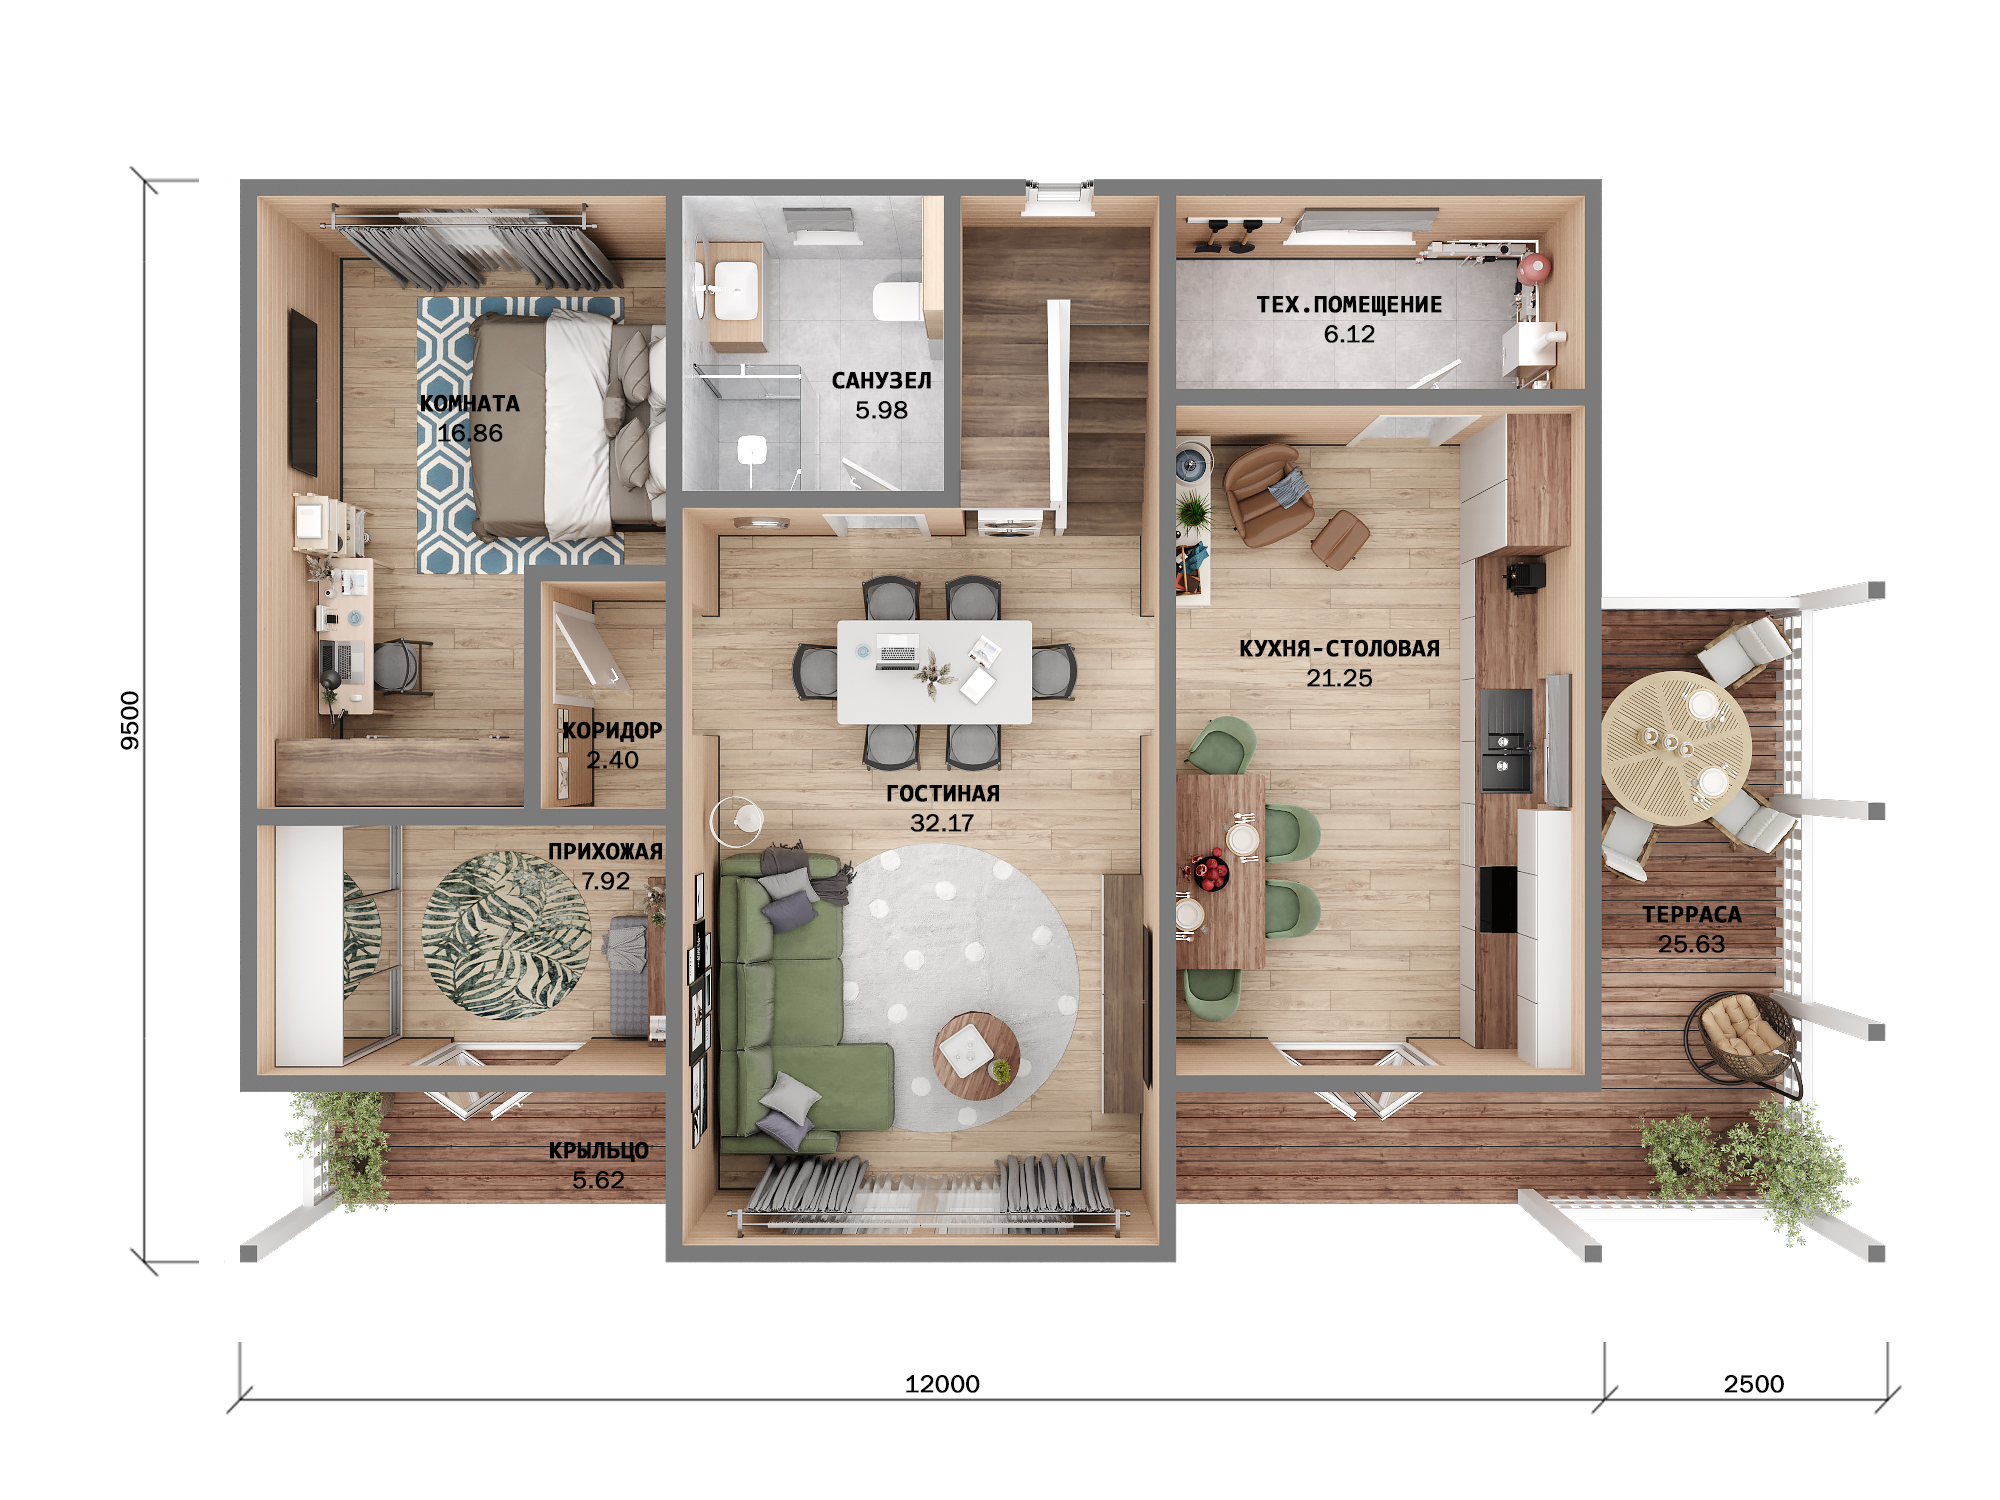 ТЕХ.ПОМЕЩЕНИЕ
6.12
САНУЗЕЛ
5.98
КОМНАТА
16.86
КУХНЯ-СТОЛОВАЯ
21.25
КОРИДОР
2.40
ГОСТИНАЯ
32.17
ПРИХОЖАЯ
7.92
ТЕРРАСА
25.63
КРЫЛЬЦО
5.62
9500
12000
2500